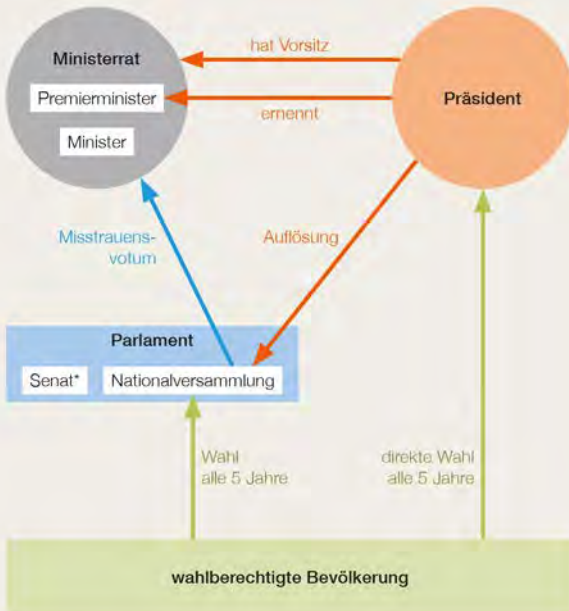 Ministerrat
Premierminister
Minister
hat Vorsitz
ernennt
Präsident
Misstrauens-
votum
Auflösung
Parlament
Senat*
Nationalversammlung
Wahl
alle 5 Jahre
direkte Wahl
alle 5 Jahre
wahlberechtigte Bevölkerung